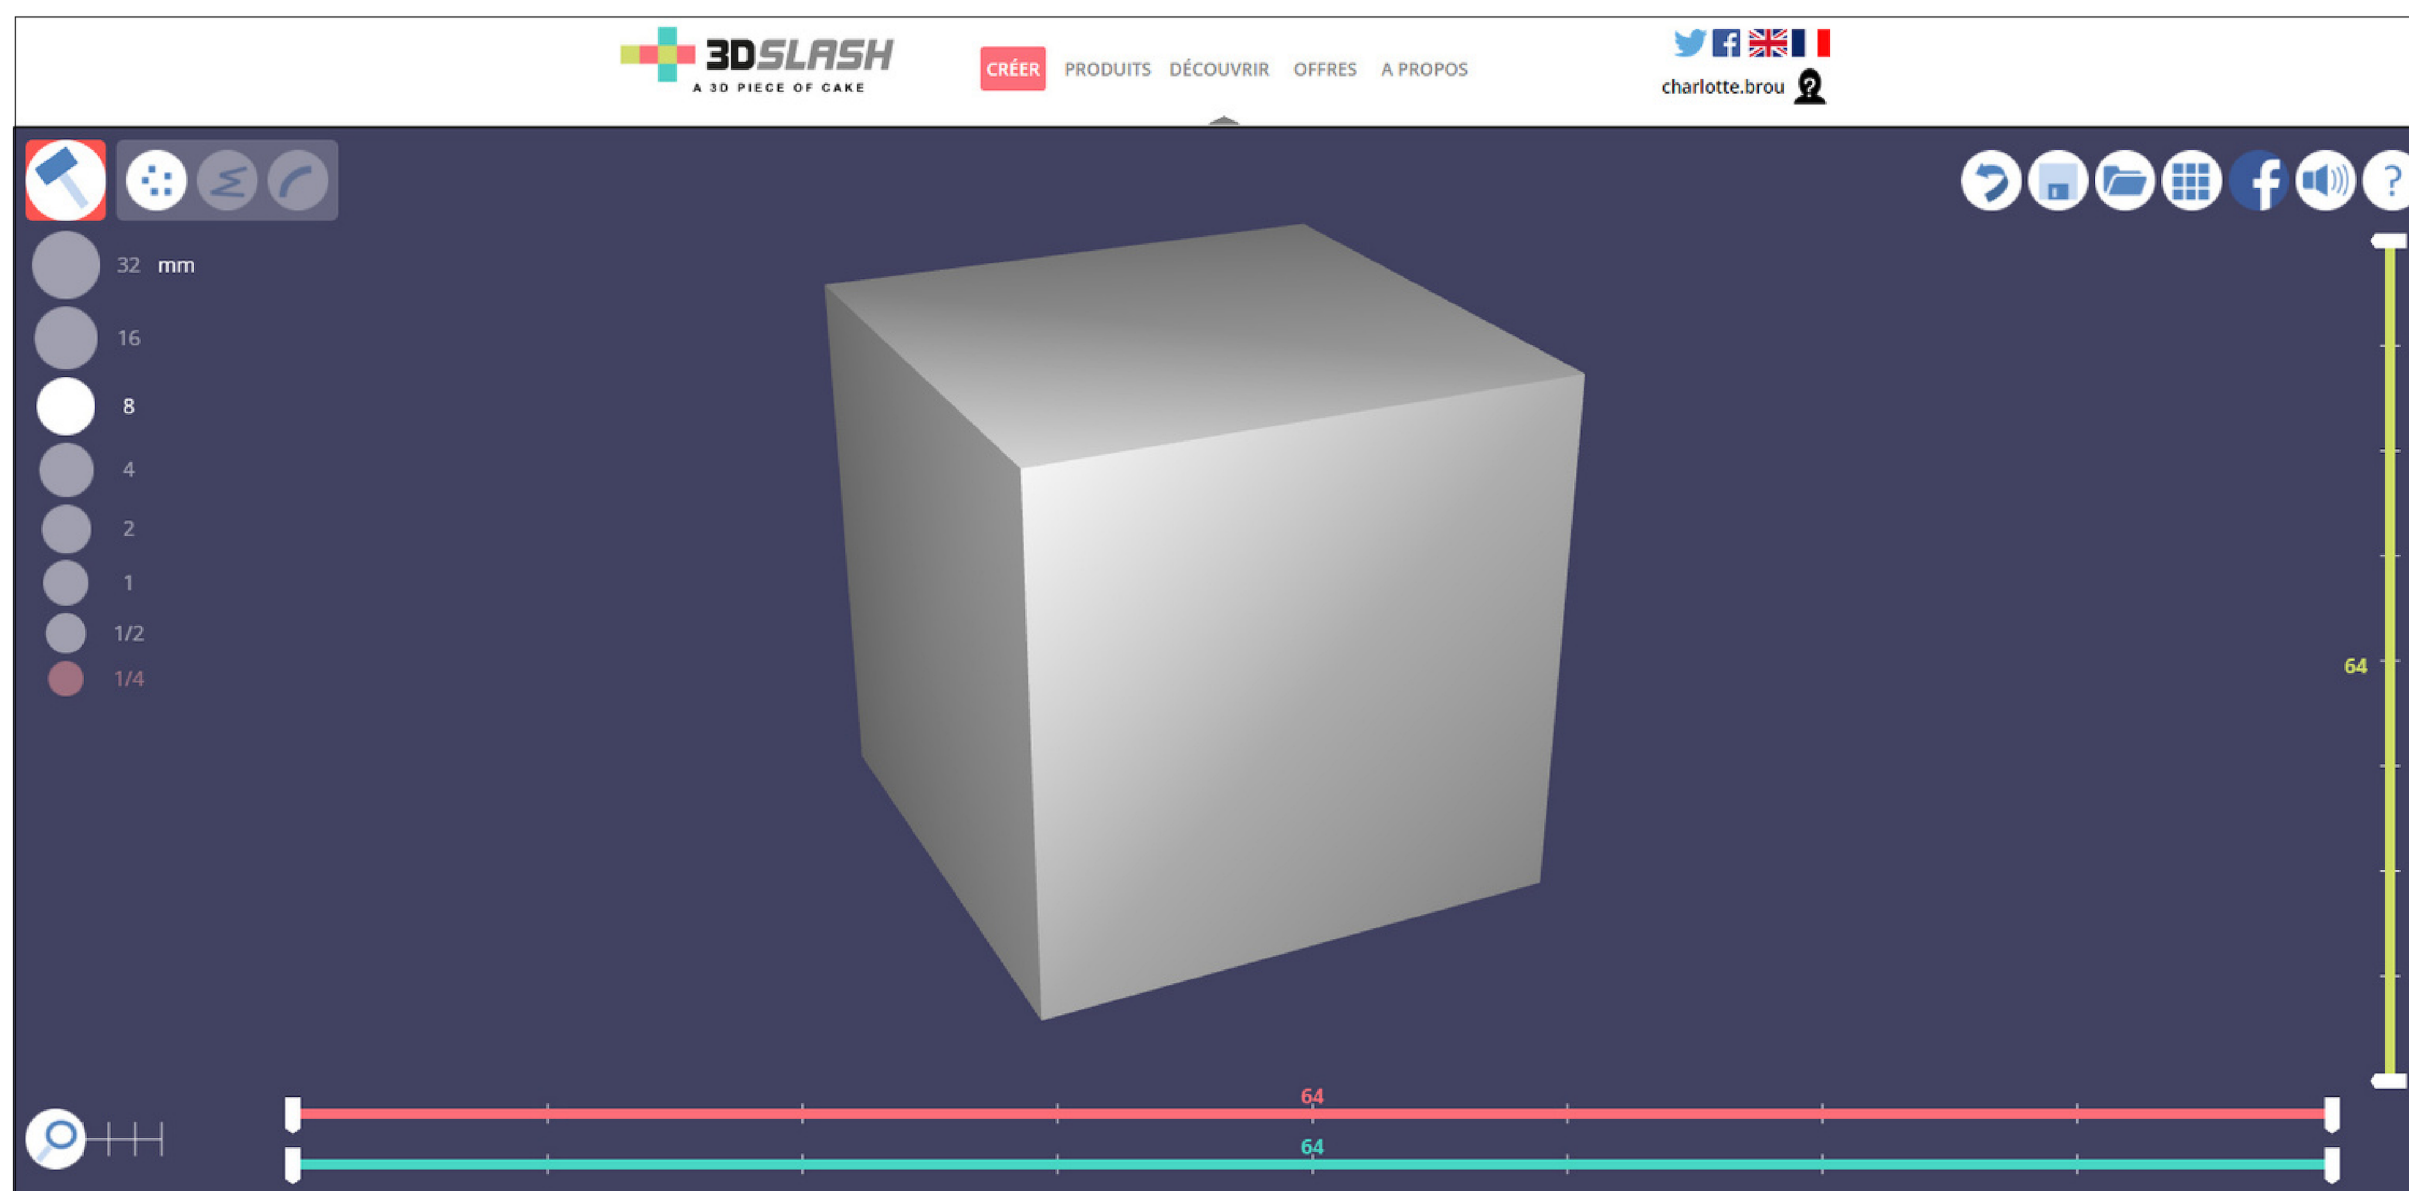 3DSLASH
A 3D PIECE OF CAKE
CRÉER PRODUITS DÉCOUVRIR OFFRES A PROPOS
charlotte.brou
?
32 mm
16
8
4
2
1
1/2
1/4
64
64
64